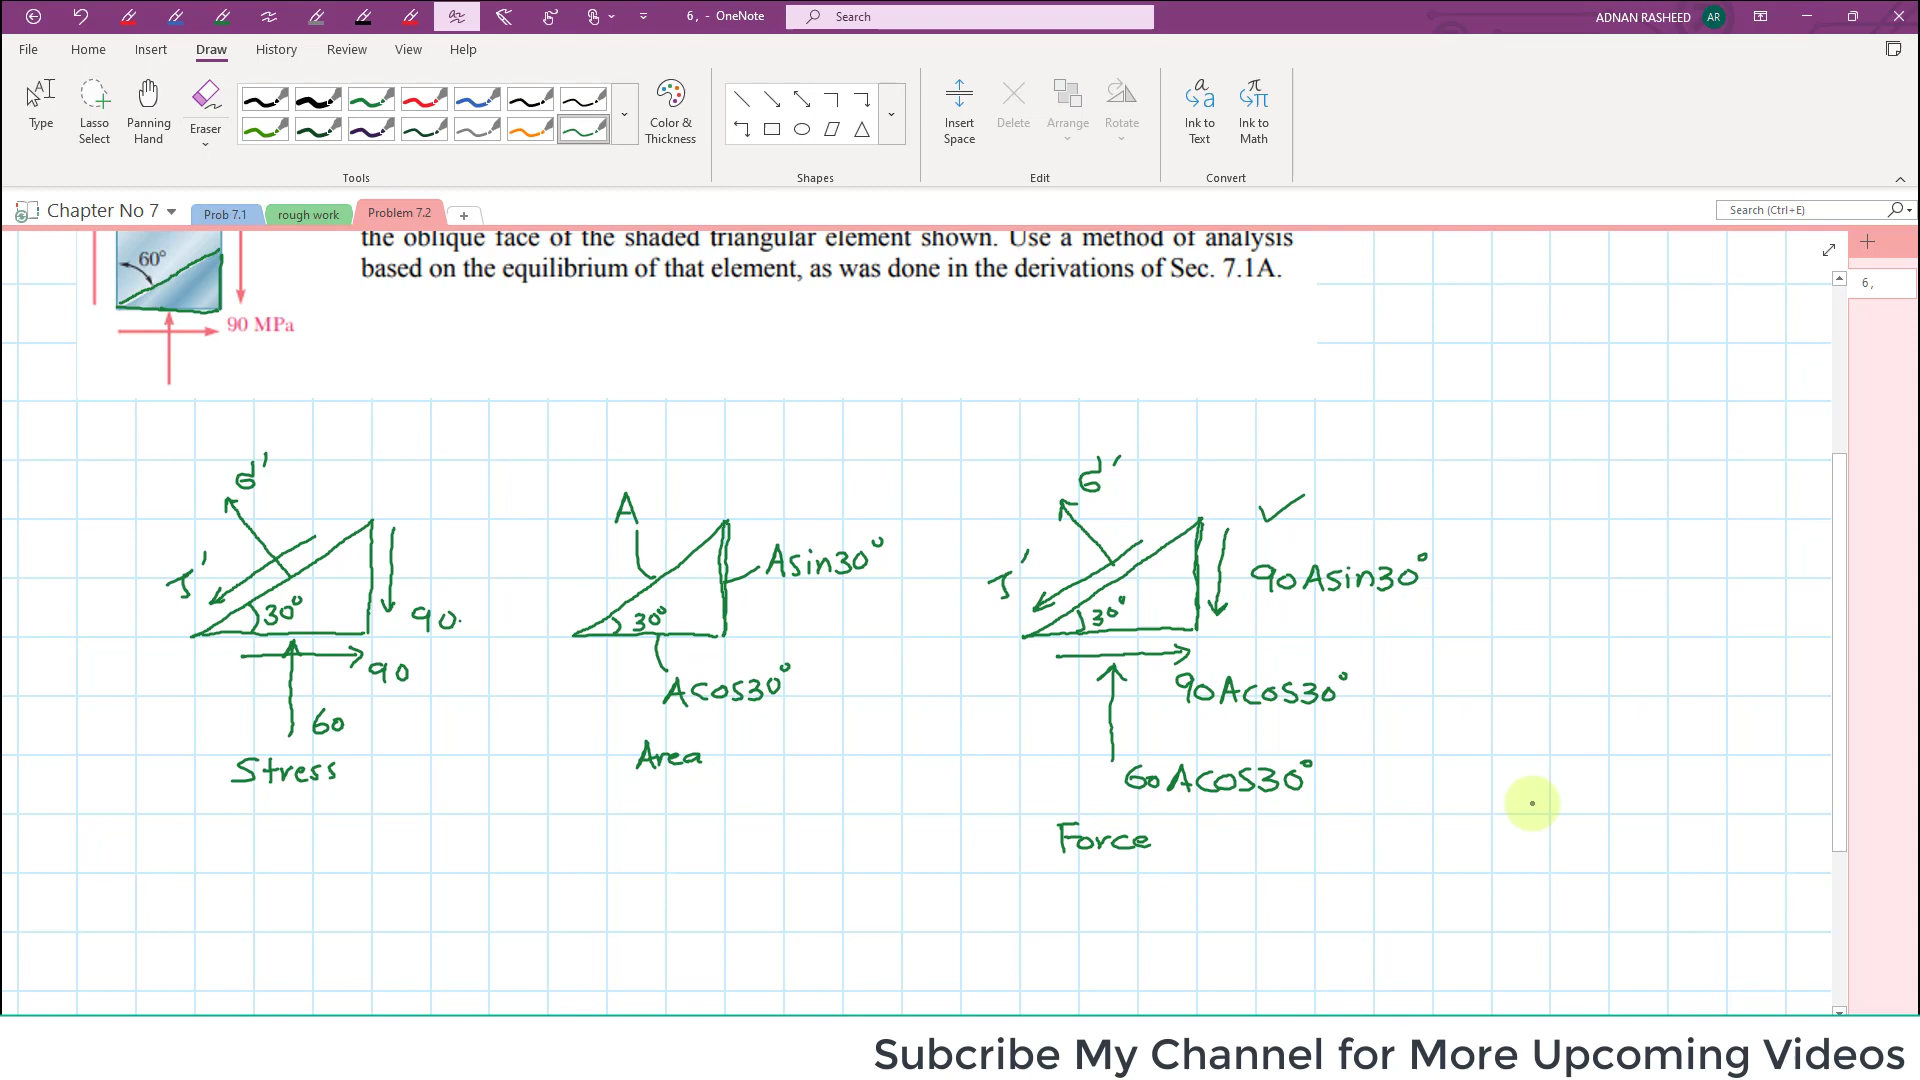 6, - OneNote
Search
ADNAN RASHEED
AR
File Home Insert Draw History Review View Help
Type
Lasso Select
Panning Hand
Eraser
Color & Thickness
Insert Space
Delete
Arrange
Rotate
Ink to Text
Ink to Math
Tools
Shapes
Edit
Convert
Chapter No 7
Prob 7.1
rough work
Problem 7.2
Search (Ctrl+E)
6,
the oblique face of the shaded triangular element shown. Use a method of analysis
based on the equilibrium of that element, as was done in the derivations of Sec. 7.1A.
60°
90 MPa
σ'
τ'
30°
90
90
60
Stress
A
Asin30°
30°
Acos30°
Area
σ'
τ'
30°
90Asin30°
90Acos30°
60Acos30°
Force
Subcribe My Channel for More Upcoming Videos